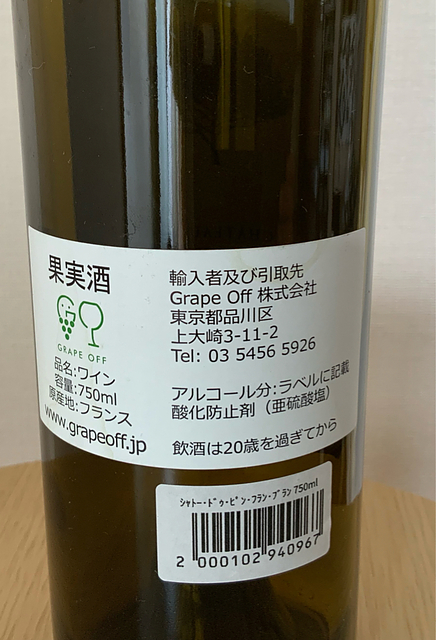 果実酒
GRAPE OFF
品名:ワイン
容量:750ml
原産地:フランス
www.grapeoff.jp
輸入者及び引取先
Grape Off 株式会社
東京都品川区
上大崎3-11-2
Tel: 03 5456 5926
アルコール分:ラベルに記載
酸化防止剤（亜硫酸塩）
飲酒は20歳を過ぎてから
シャトー・ドゥ・ピン・フラン・ブラン 750ml
2 000102 940967